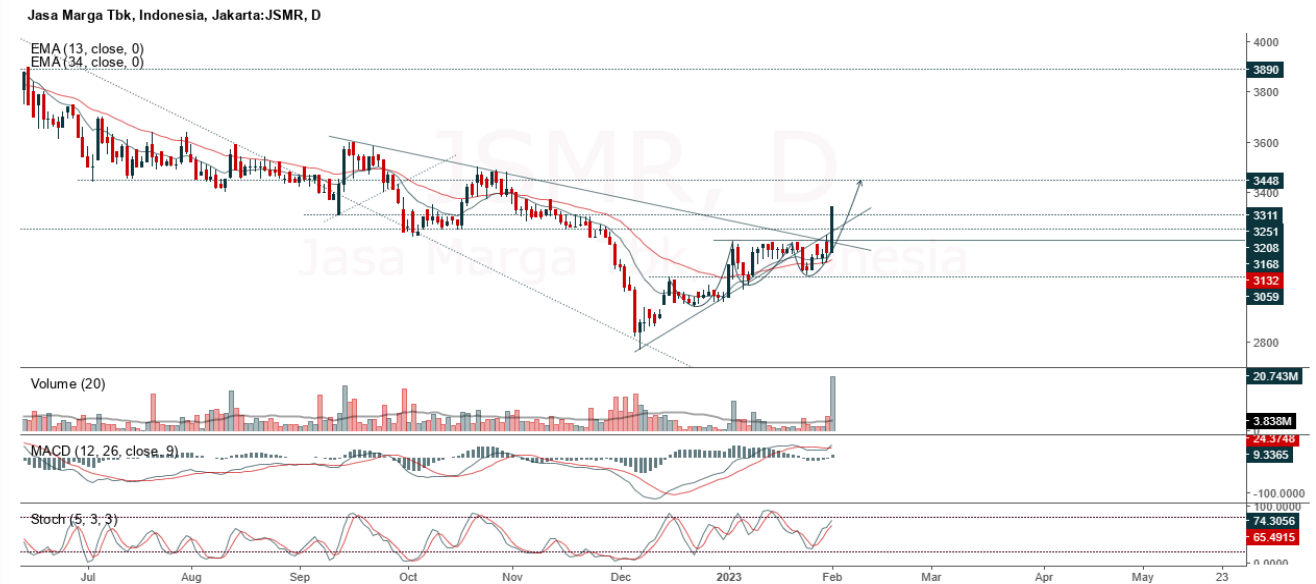 Jasa Marga Tbk, Indonesia, Jakarta:JSMR, D
EMA (13, close, 0)
EMA (34, close, 0)
JSMR, D
Jasa Marga Tbk, Indonesia
4000
3890
3800
3600
3448
3400
3311
3251
3208
3168
3132
3059
2800
Volume (20)
20.743M
3.838M
0
MACD (12, 26, close, 9)
24.3748
9.3365
-100.0000
Stoch (5, 3, 3)
100.0000
74.3056
65.4915
0.0000
Jul Aug Sep Oct Nov Dec 2023 Feb Mar Apr May 23